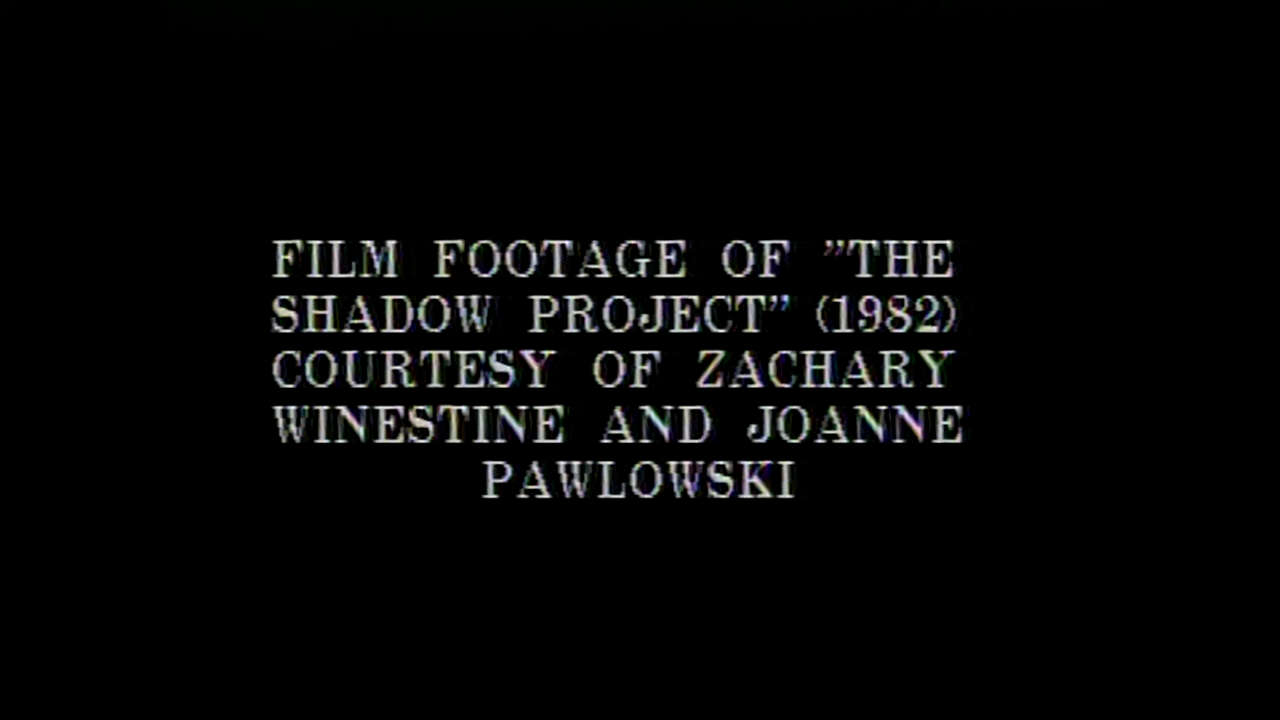 FILM FOOTAGE OF ”THE
SHADOW PROJECT” (1982)
COURTESY OF ZACHARY
WINESTINE AND JOANNE
PAWLOWSKI